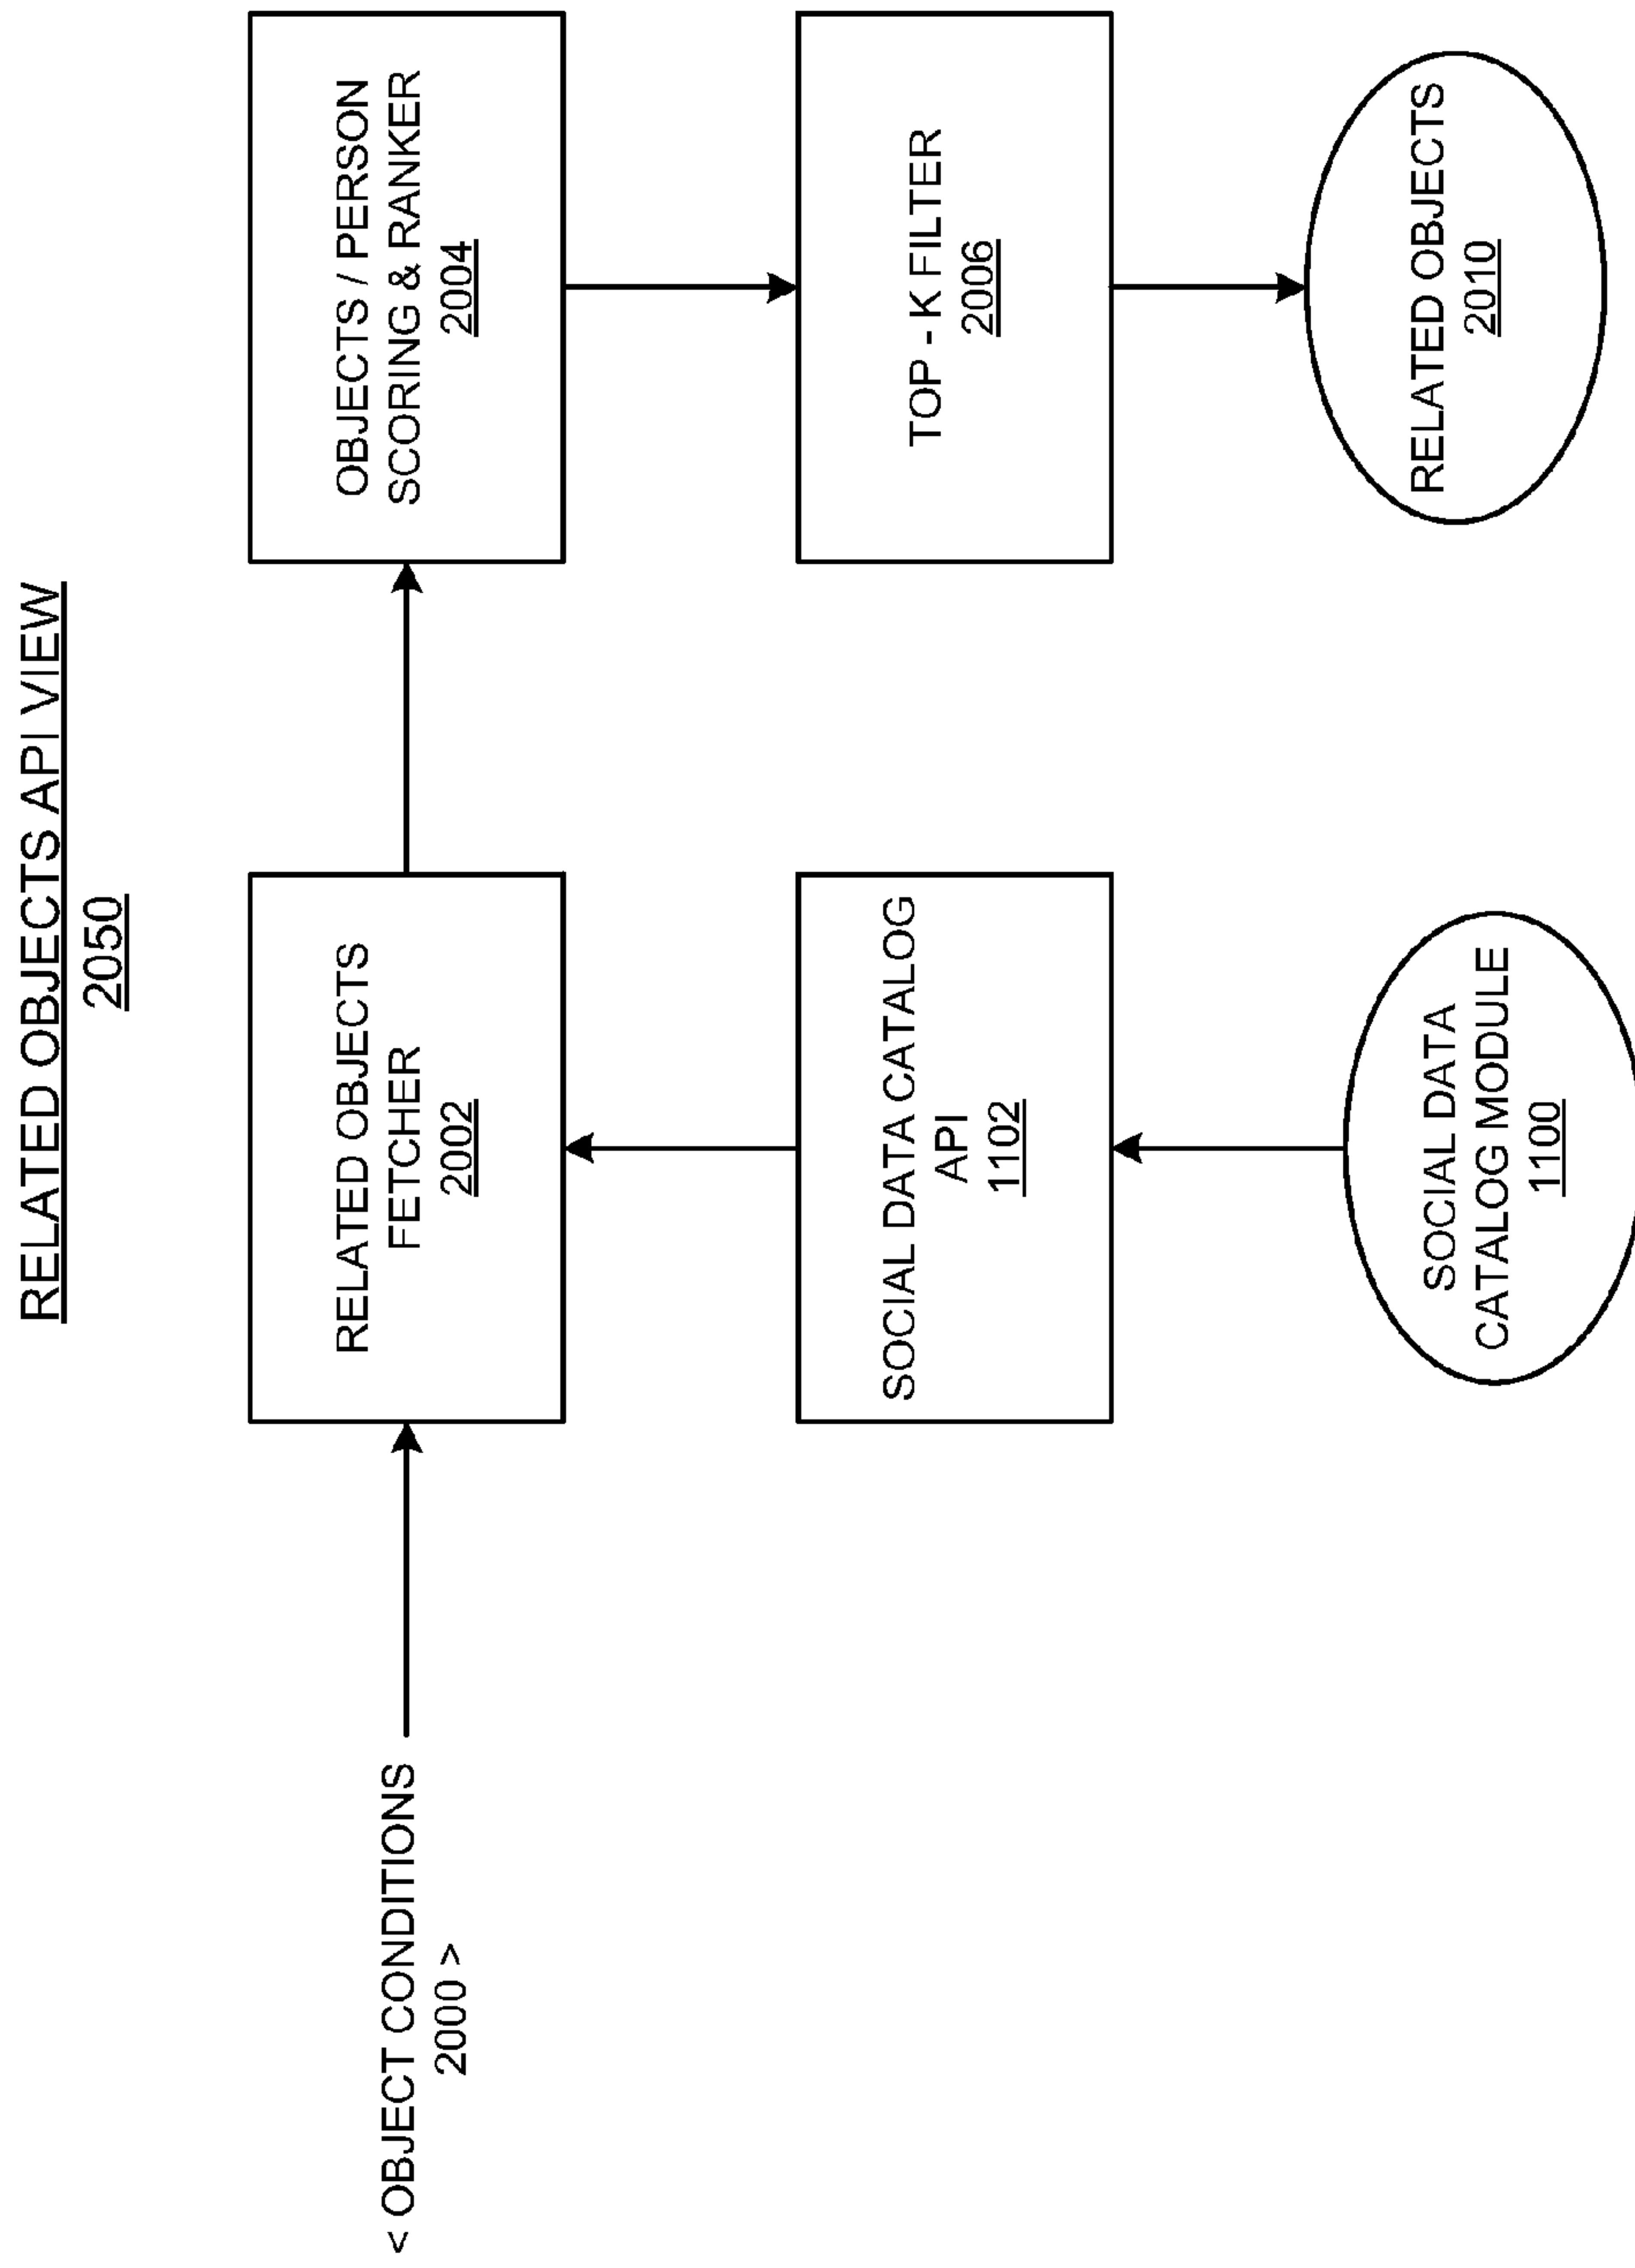 RELATED OBJECTS API VIEW
2050
< OBJECT CONDITIONS
2000 >
RELATED OBJECTS
FETCHER
2002
OBJECTS / PERSON
SCORING & RANKER
2004
SOCIAL DATA CATALOG
API
1102
TOP - K FILTER
2006
SOCIAL DATA
CATALOG MODULE
1100
RELATED OBJECTS
2010